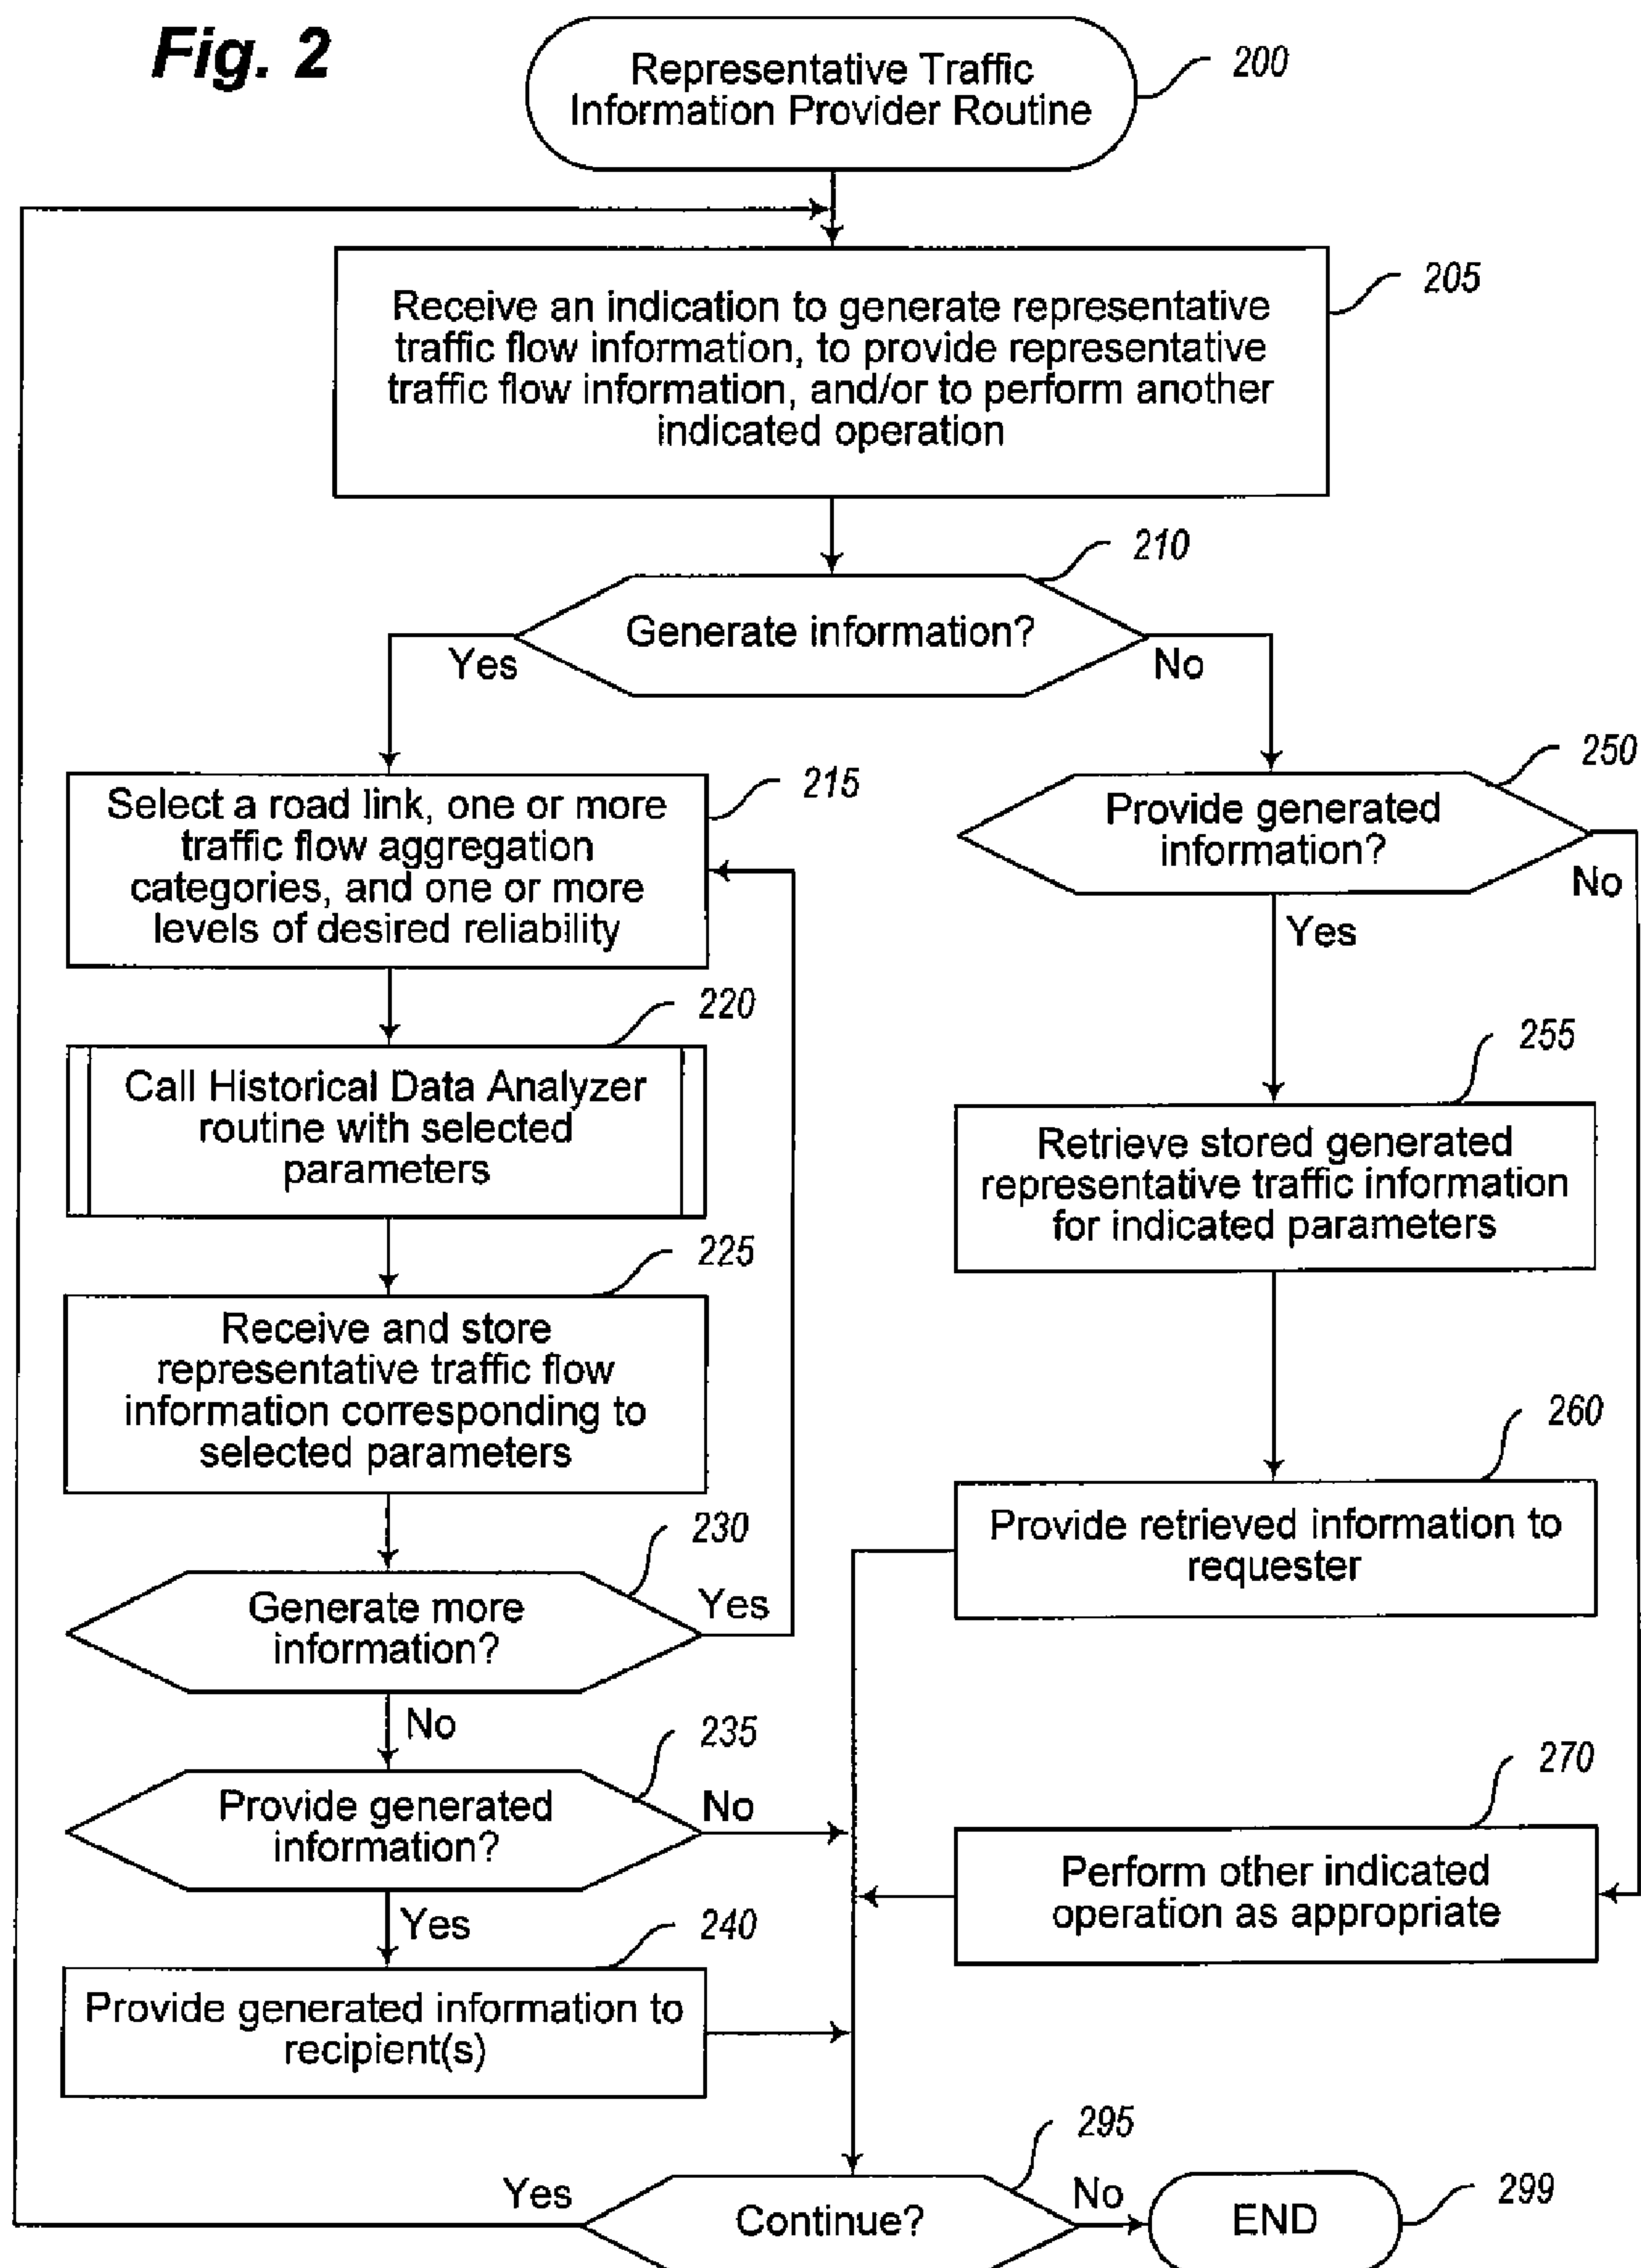 Fig. 2
Representative Traffic
Information Provider Routine
200
205
Receive an indication to generate representative
traffic flow information, to provide representative
traffic flow information, and/or to perform another
indicated operation
210
Generate information?
Yes
No
215
Select a road link, one or more
traffic flow aggregation
categories, and one or more
levels of desired reliability
250
Provide generated
information?
No
Yes
220
Call Historical Data Analyzer
routine with selected
parameters
255
Retrieve stored generated
representative traffic information
for indicated parameters
225
Receive and store
representative traffic flow
information corresponding to
selected parameters
260
Provide retrieved information to
requester
230
Generate more
information?
Yes
No
235
Provide generated
information?
No
Yes
270
Perform other indicated
operation as appropriate
240
Provide generated information to
recipient(s)
295
Yes
Continue?
No
END
299